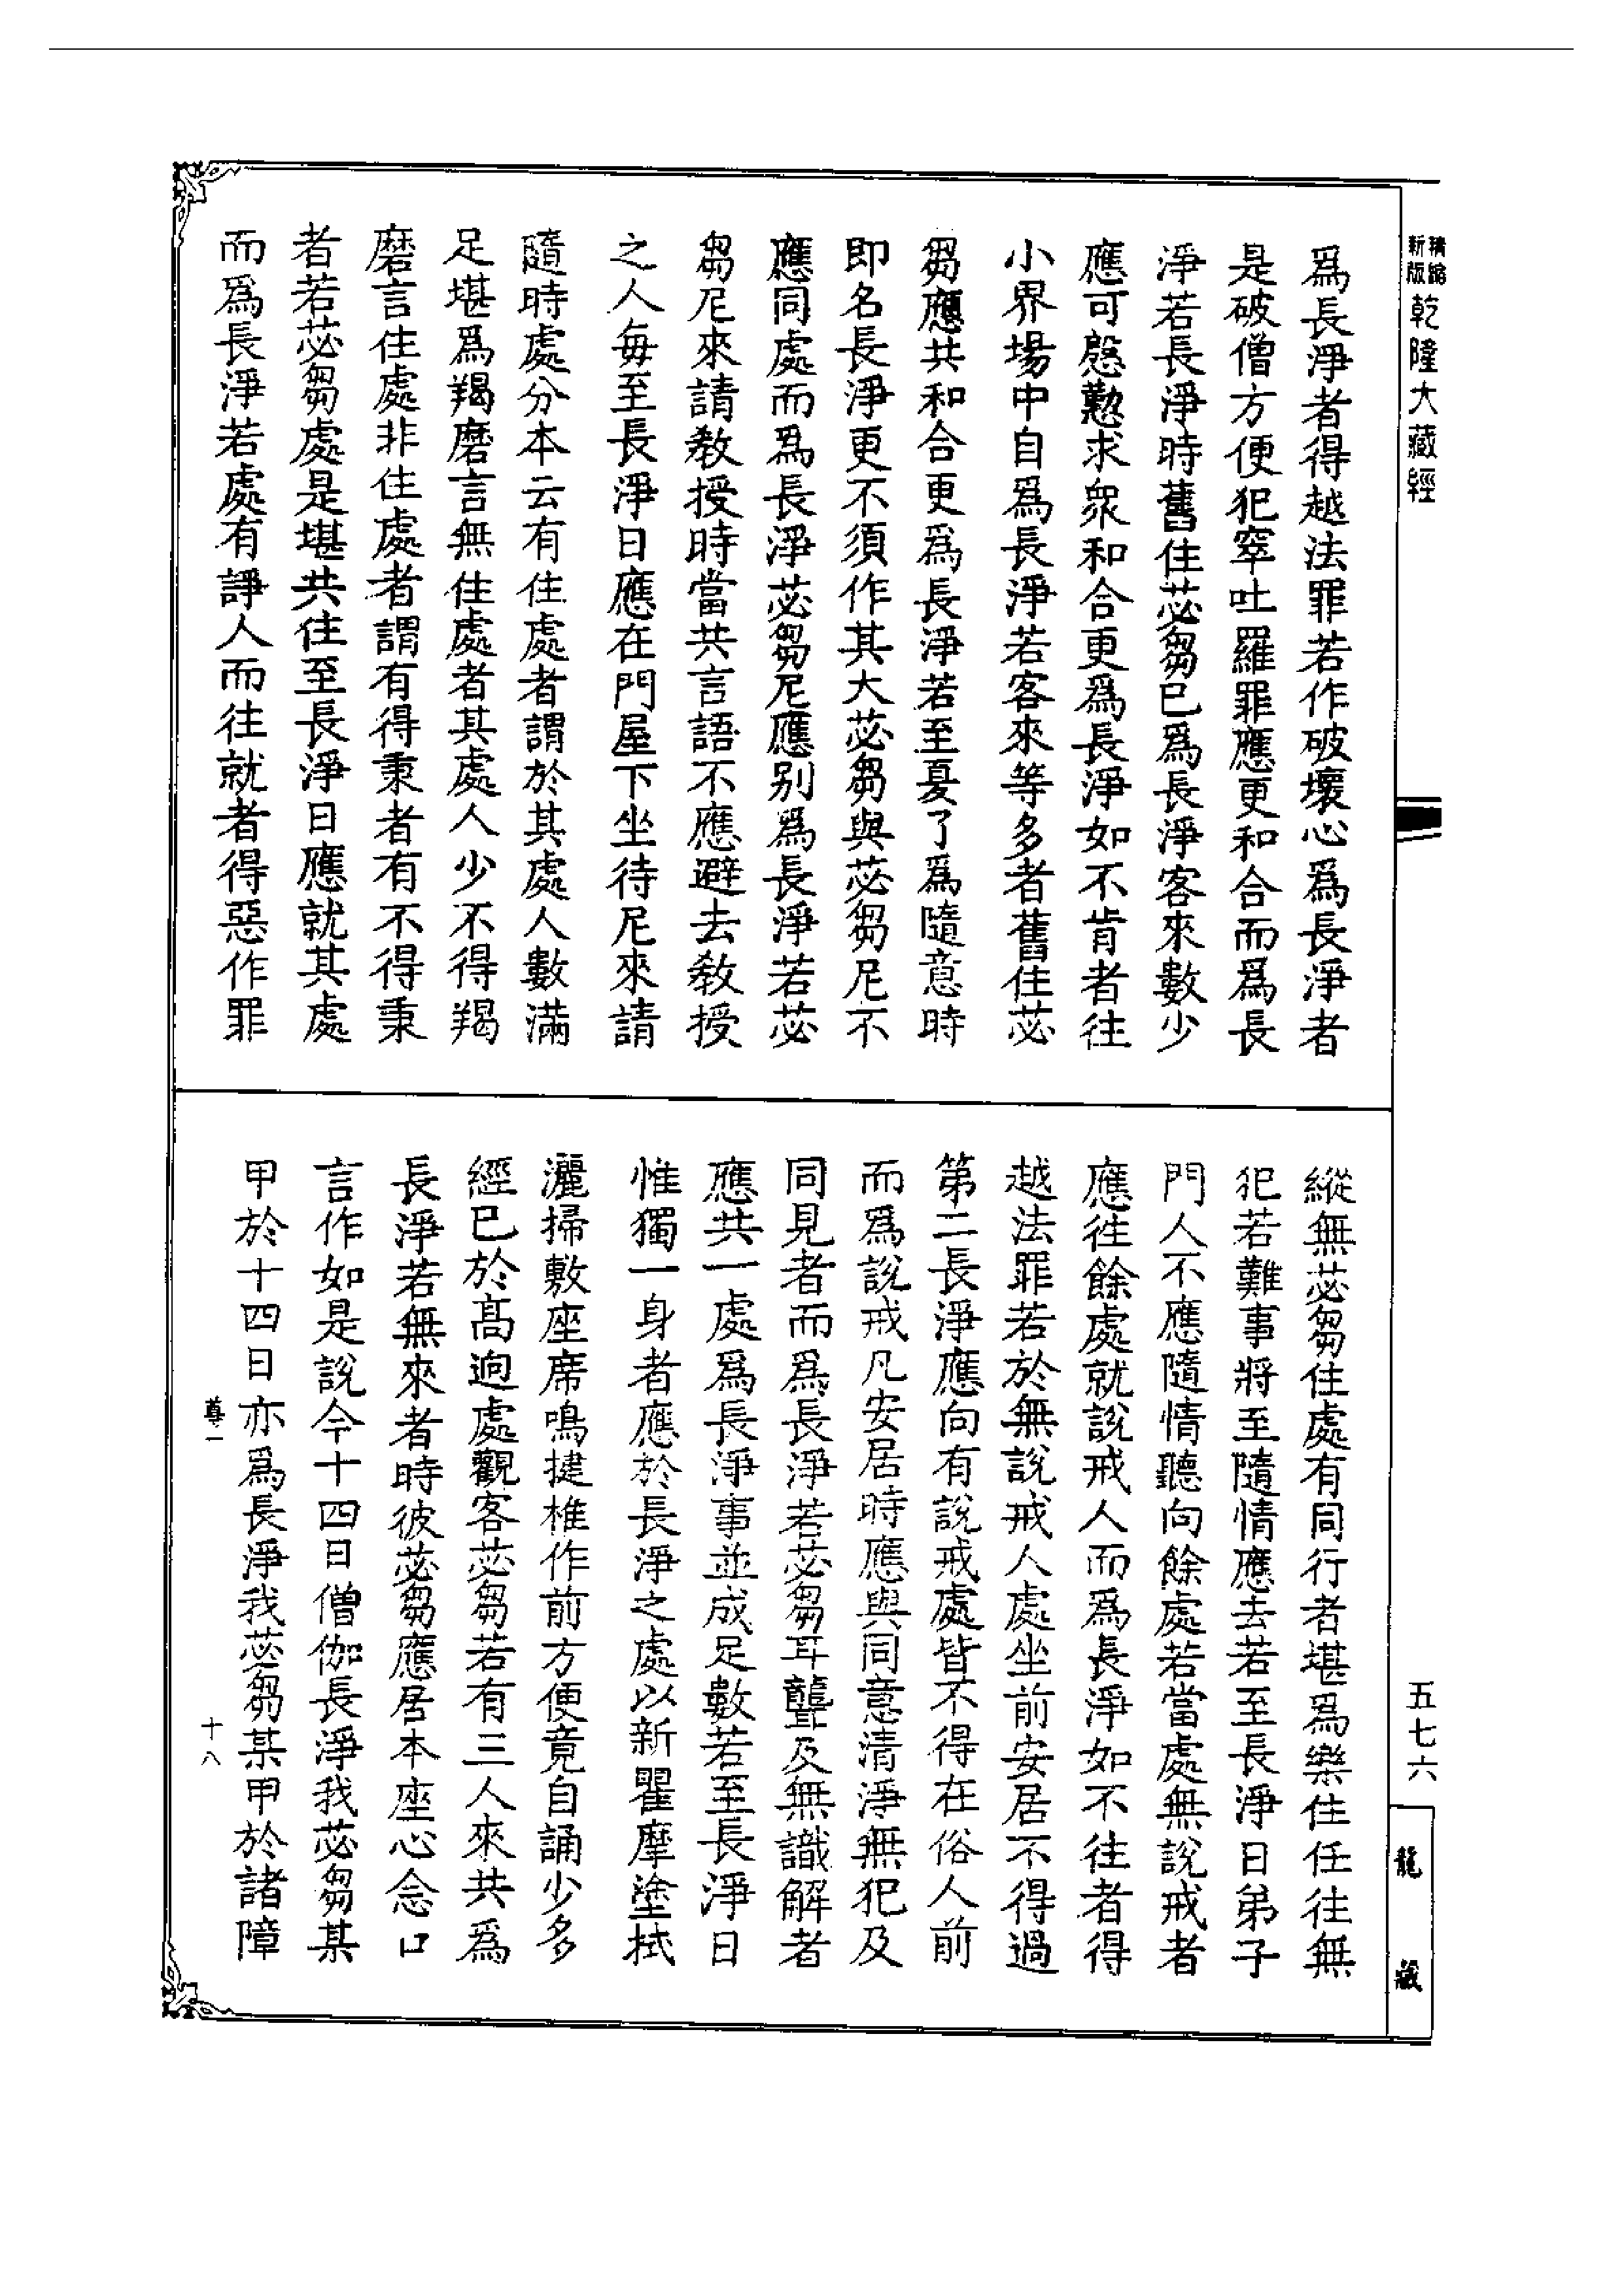 精縮新版乾隆大藏經
五七六
龍藏
爲長淨者得越法罪若作破壞心爲長淨者
是破僧方便犯窣吐羅罪應更和合而爲長
淨若長淨時舊住苾芻已爲長淨客來數少
應可慇懃求衆和合更爲長淨如不肯者往
小界場中自爲長淨若客來等多者舊住苾
芻應共和合更爲長淨若至夏了爲隨意時
即名長淨更不須作其大苾芻與苾芻尼不
應同處而爲長淨苾芻尼應别爲長淨若苾
芻尼來請教授時當共言語不應避去教授
之人每至長淨日應在門屋下坐待尼來請
隨時處分本云有住處者謂於其處人數滿
足堪爲羯磨言無住處者其處人少不得羯
磨言住處非住處者謂有得秉者有不得秉
者若苾芻處是堪共住至長淨日應就其處
而爲長淨若處有諍人而往就者得惡作罪
縱無苾芻住處有同行者堪爲樂住任往無
犯若難事將至隨情應去若至長淨日弟子
門人不應隨情聽向餘處若當處無說戒者
應往餘處就說戒人而爲長淨如不往者得
越法罪若於無說戒人處坐前安居不得過
第二長淨應向有說戒處皆不得在俗人前
而爲說戒凡安居時應與同意清淨無犯及
同見者而爲長淨若苾芻耳聾及無識解者
應共一處爲長淨事並成足數若至長淨日
惟獨一身者應於長淨之處以新瞿摩塗拭
灑掃敷座席鳴揵椎作前方便竟自誦少多
經已於高逈處觀客苾芻若有三人來共爲
長淨若無來者時彼苾芻應居本座心念口
言作如是說今十四日僧伽長淨我苾芻某
甲於十四日亦爲長淨我苾芻某甲於諸障
尊一
十八